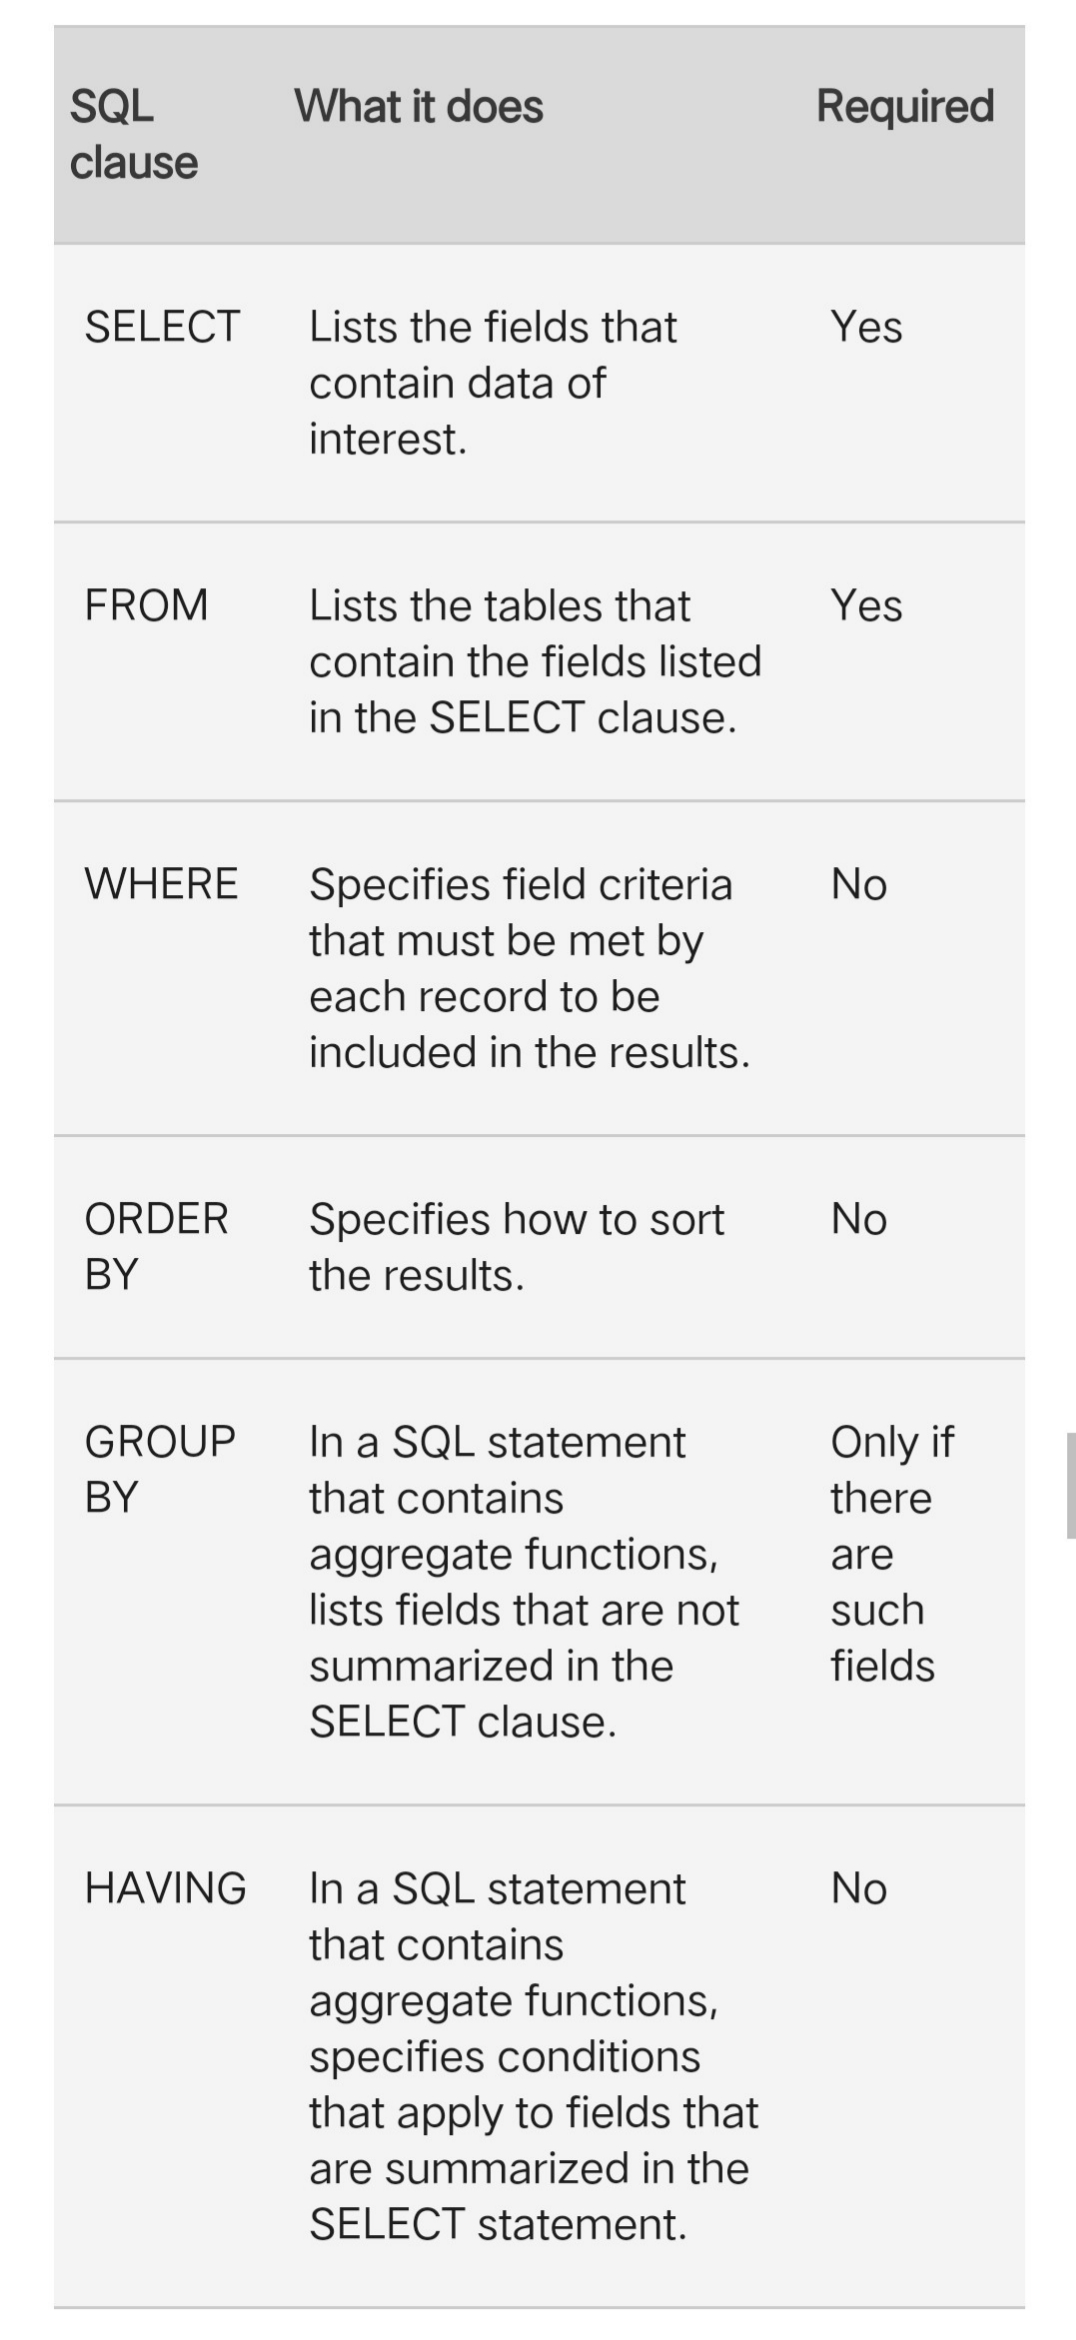 SQL clause What it does Required
SELECT Lists the fields that Yes
contain data of
interest.
FROM Lists the tables that Yes
contain the fields listed
in the SELECT clause.
WHERE Specifies field criteria No
that must be met by
each record to be
included in the results.
ORDER BY Specifies how to sort No
the results.
GROUP BY In a SQL statement Only if
that contains there
aggregate functions, are
lists fields that are not such
summarized in the fields
SELECT clause.
HAVING In a SQL statement No
that contains
aggregate functions,
specifies conditions
that apply to fields that
are summarized in the
SELECT statement.